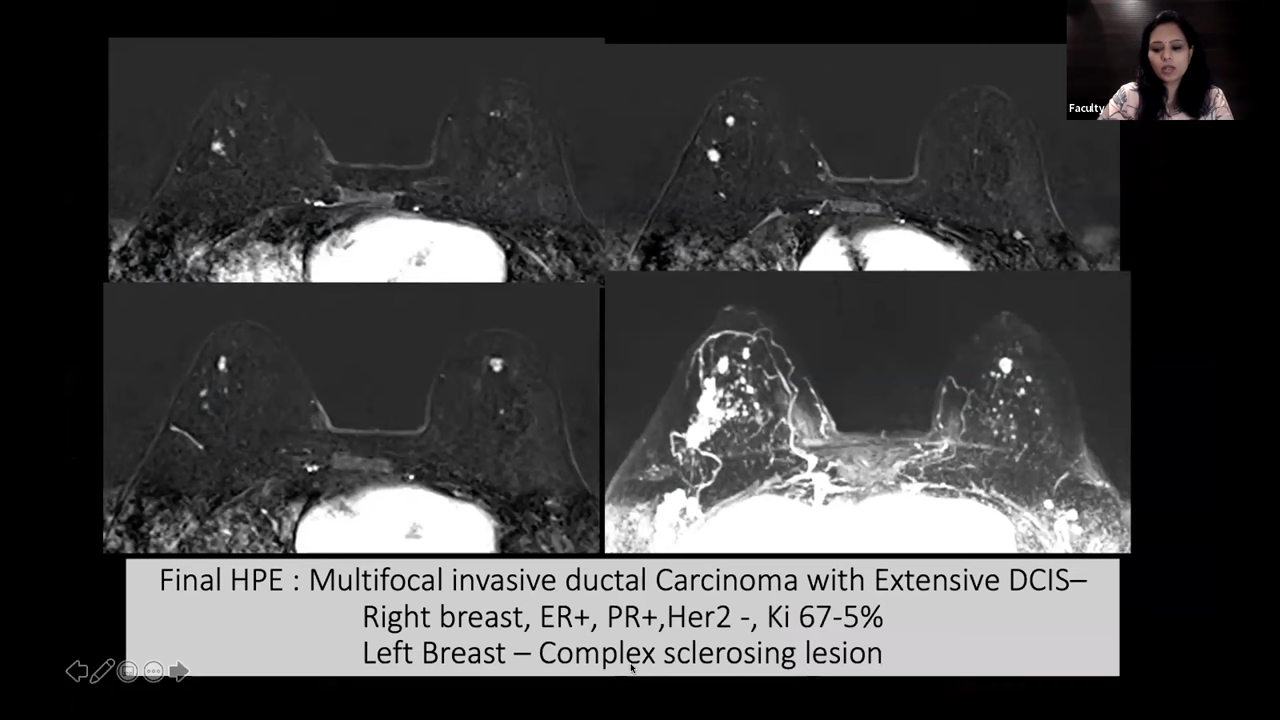 Faculty
Final HPE : Multifocal invasive ductal Carcinoma with Extensive DCIS–
Right breast, ER+, PR+,Her2 -, Ki 67-5%
Left Breast – Complex sclerosing lesion